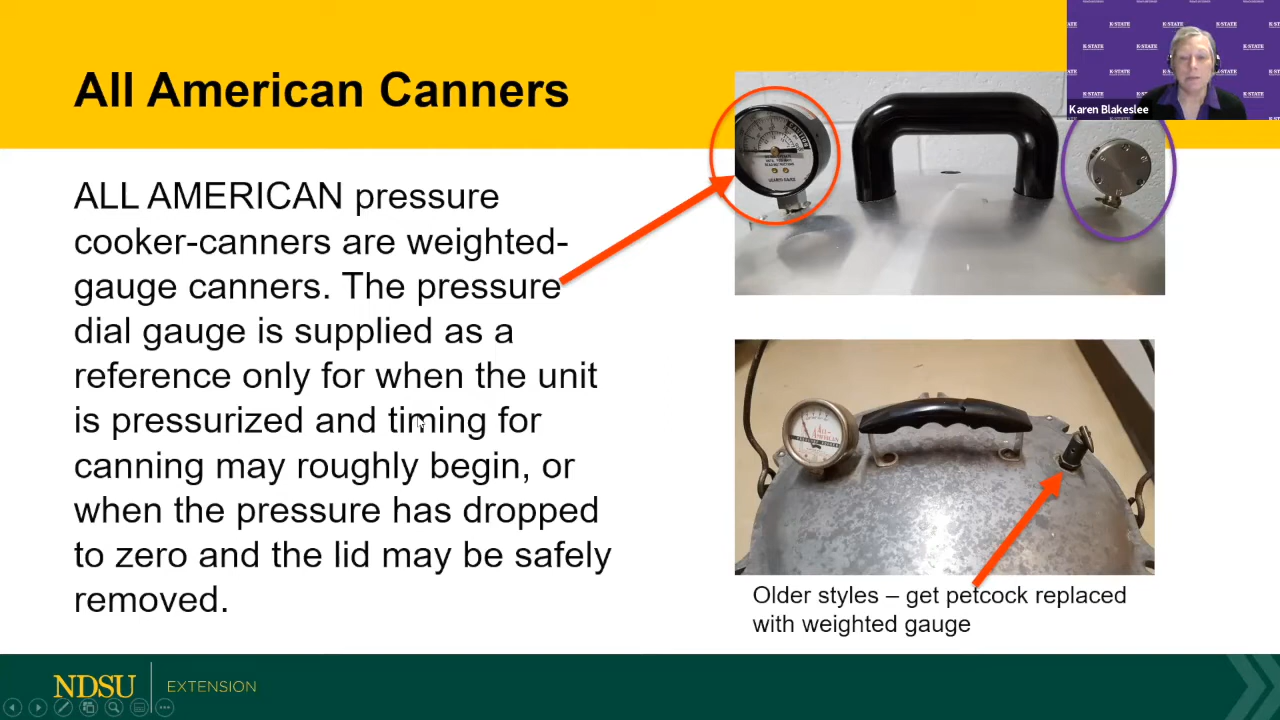 All American Canners
K-STATE
Karen Blakeslee
ALL AMERICAN pressure
cooker-canners are weighted-
gauge canners. The pressure
dial gauge is supplied as a
reference only for when the unit
is pressurized and timing for
canning may roughly begin, or
when the pressure has dropped
to zero and the lid may be safely
removed.
CAUTION
ALL-
AMERICAN
Older styles – get petcock replaced
with weighted gauge
NDSU
EXTENSION